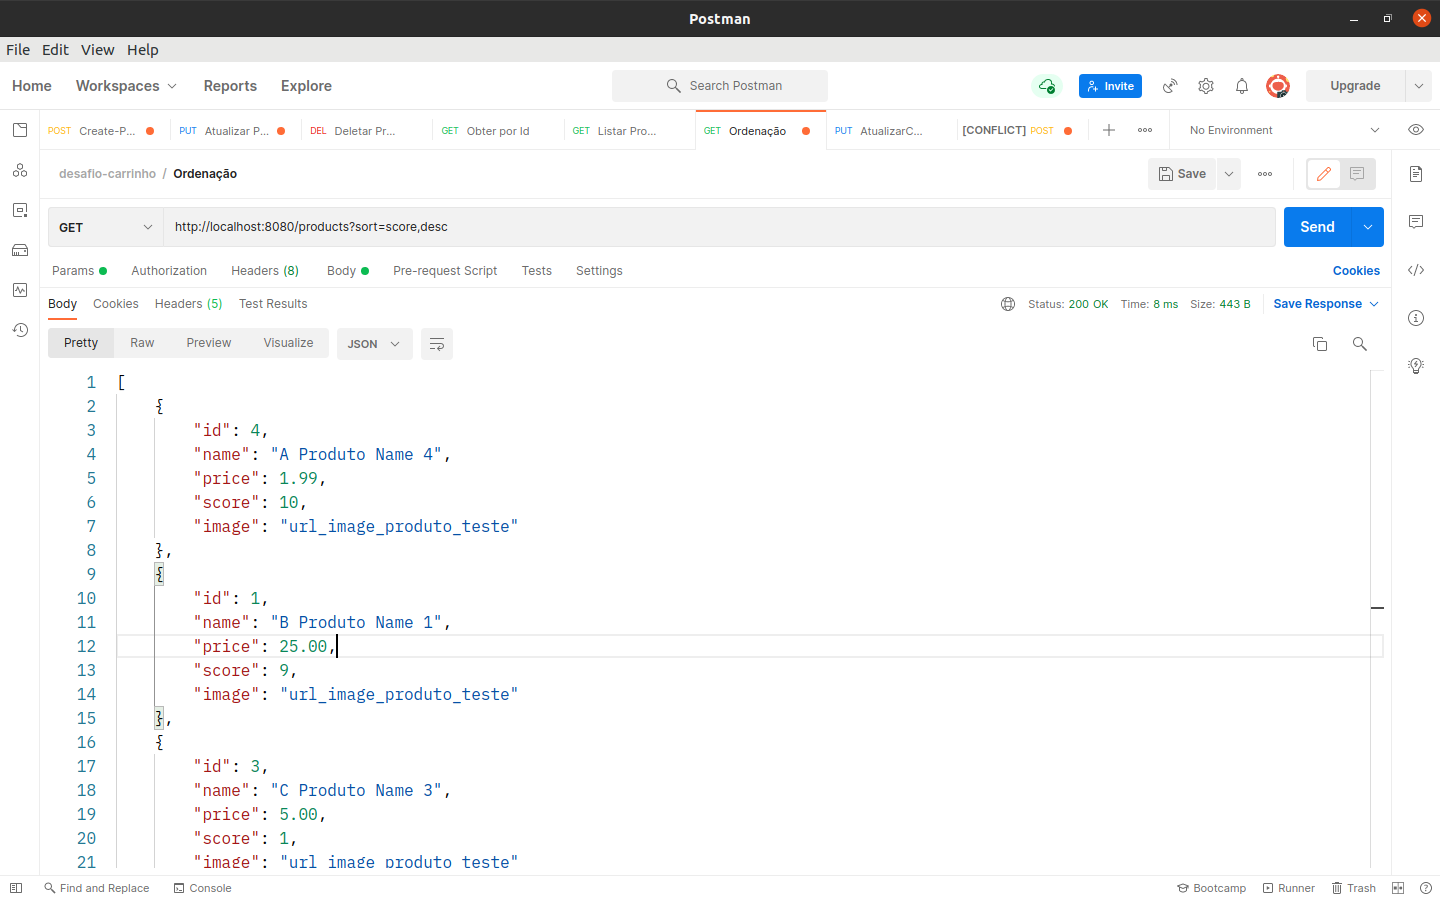 Postman
File Edit View Help
Home Workspaces Reports Explore Search Postman Invite Upgrade
POST Create-P... PUT Atualizar P... DEL Deletar Pr... GET Obter por Id GET Listar Pro... GET Ordenação PUT AtualizarC... [CONFLICT] POST No Environment
desafio-carrinho / Ordenação Save
GET http://localhost:8080/products?sort=score,desc Send
Params Authorization Headers (8) Body Pre-request Script Tests Settings Cookies
Body Cookies Headers (5) Test Results Status: 200 OK Time: 8 ms Size: 443 B Save Response
Pretty Raw Preview Visualize JSON
1 [
2 {
3 "id": 4,
4 "name": "A Produto Name 4",
5 "price": 1.99,
6 "score": 10,
7 "image": "url_image_produto_teste"
8 },
9 {
10 "id": 1,
11 "name": "B Produto Name 1",
12 "price": 25.00,
13 "score": 9,
14 "image": "url_image_produto_teste"
15 },
16 {
17 "id": 3,
18 "name": "C Produto Name 3",
19 "price": 5.00,
20 "score": 1,
21 "image": "url_image_produto_teste"
Find and Replace Console Bootcamp Runner Trash